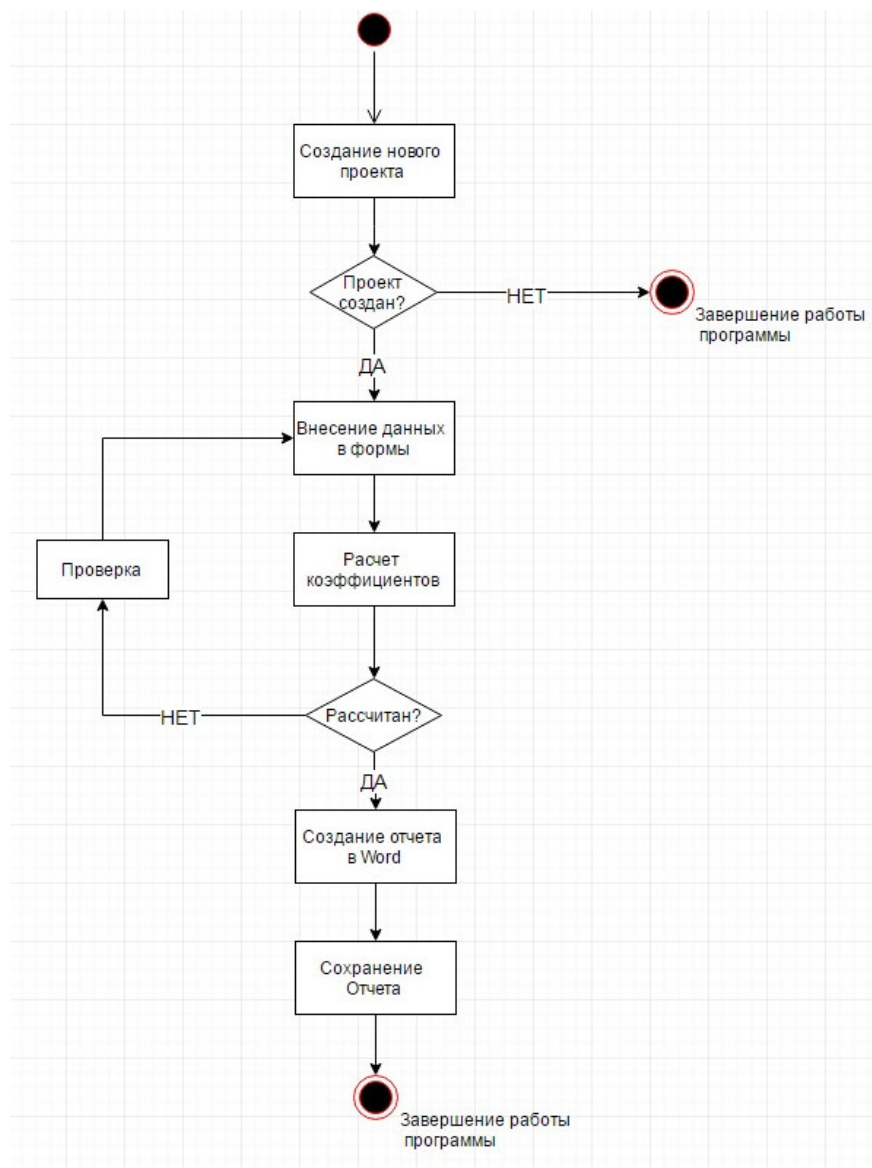 Создание нового
проекта
Проект
создан?
НЕТ
Завершение работы
программы
ДА
Внесение данных
в формы
Проверка
Расчет
коэффициентов
НЕТ
Рассчитан?
ДА
Создание отчета
в Word
Сохранение
Отчета
Завершение работы
программы